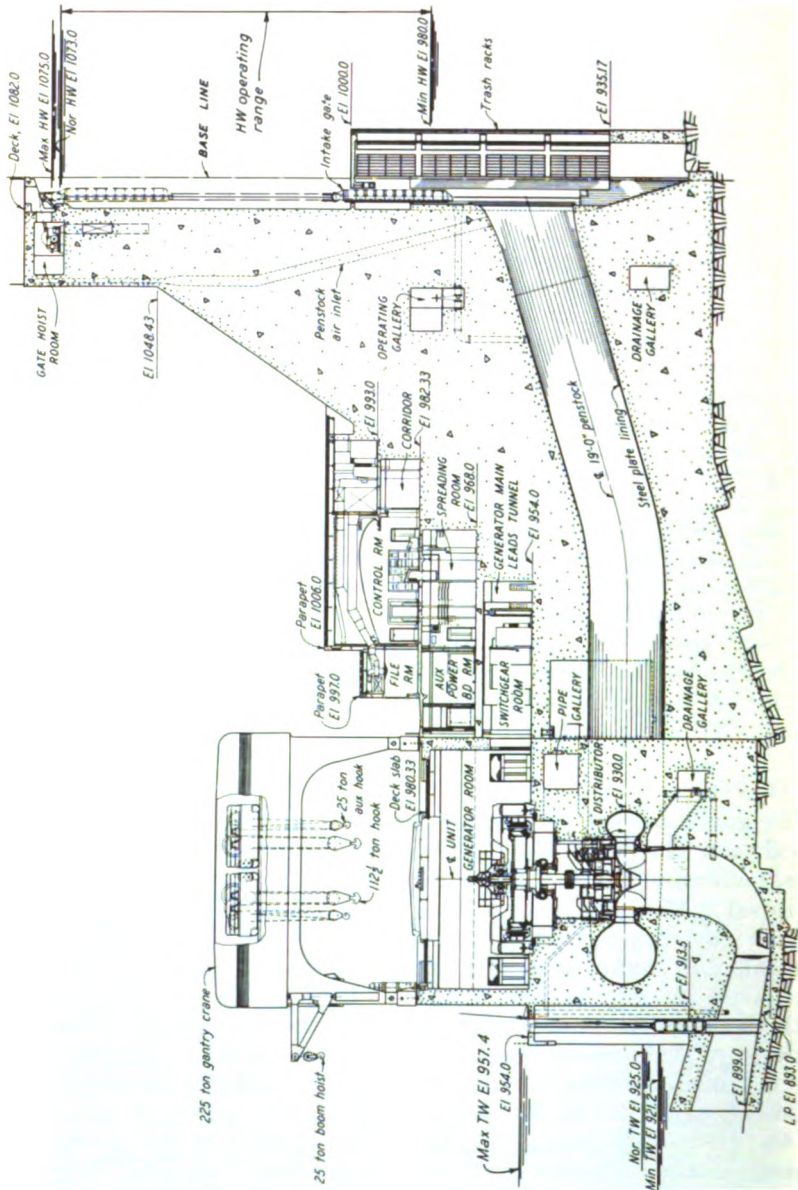 Deck, El 1082.0
Max HW El 1075.0
Nor HW El 1073.0
HW operating
range
Min HW El 980.0
BASE LINE
El 1000.0
Intake gate
Trash racks
El 935.17
GATE HOIST
ROOM
El 1048.43
Penstock
air inlet
OPERATING
GALLERY
DRAINAGE
GALLERY
℄ 19'-0" penstock
Steel plate lining
El 993.0
CORRIDOR
El 982.33
SPREADING
ROOM
El 968.0
GENERATOR MAIN
LEADS TUNNEL
El 954.0
Parapet
El 1006.0
CONTROL RM
Parapet
El 997.0
FILE
RM
AUX
POWER
BD RM
SWITCHGEAR
ROOM
PIPE
GALLERY
DRAINAGE
GALLERY
225 ton gantry crane
25 ton
aux hook
112½ ton hook
25 ton boom hoist
Deck slab
El 980.33
℄ UNIT
GENERATOR ROOM
℄ DISTRIBUTOR
El 930.0
El 913.5
Max TW El 957.4
El 954.0
Nor TW El 925.0
Min TW El 921.2
El 899.0
LP El 893.0